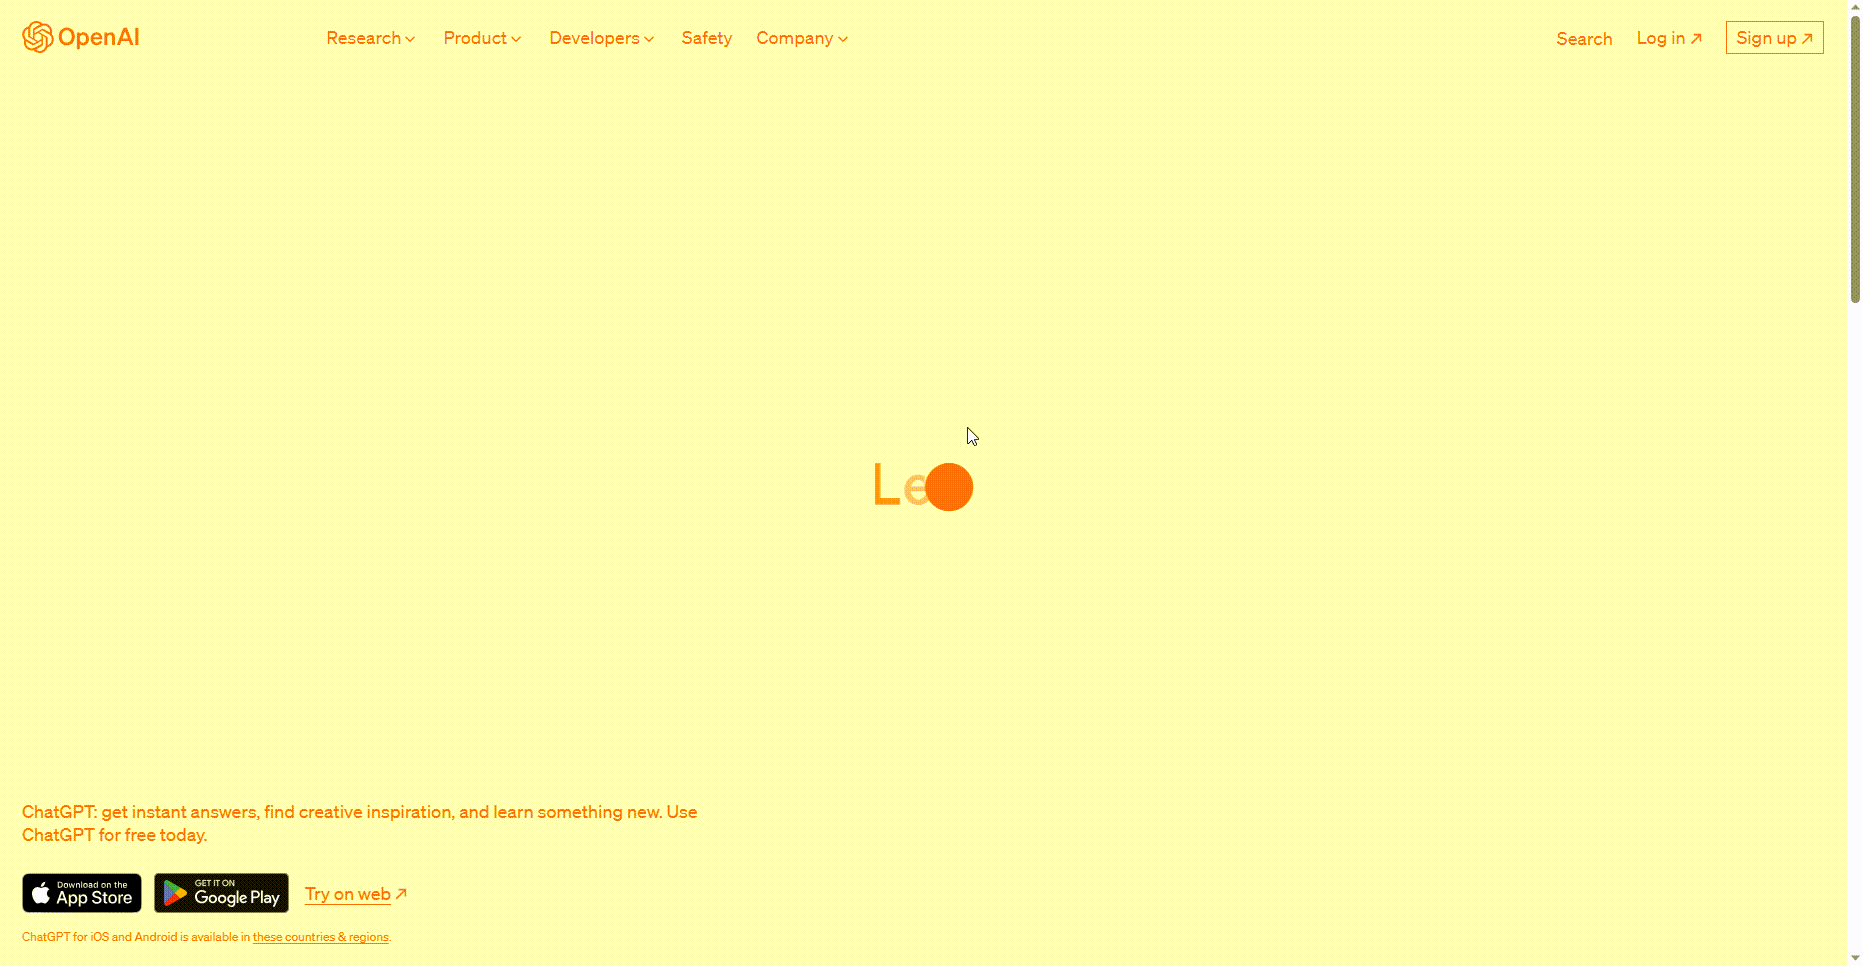 OpenAI
Research
Product
Developers
Safety
Company
Search
Log in ↗
Sign up ↗
Le
ChatGPT: get instant answers, find creative inspiration, and learn something new. Use
ChatGPT for free today.
Download on the
App Store
GET IT ON
Google Play
Try on web ↗
ChatGPT for iOS and Android is available in these countries & regions.